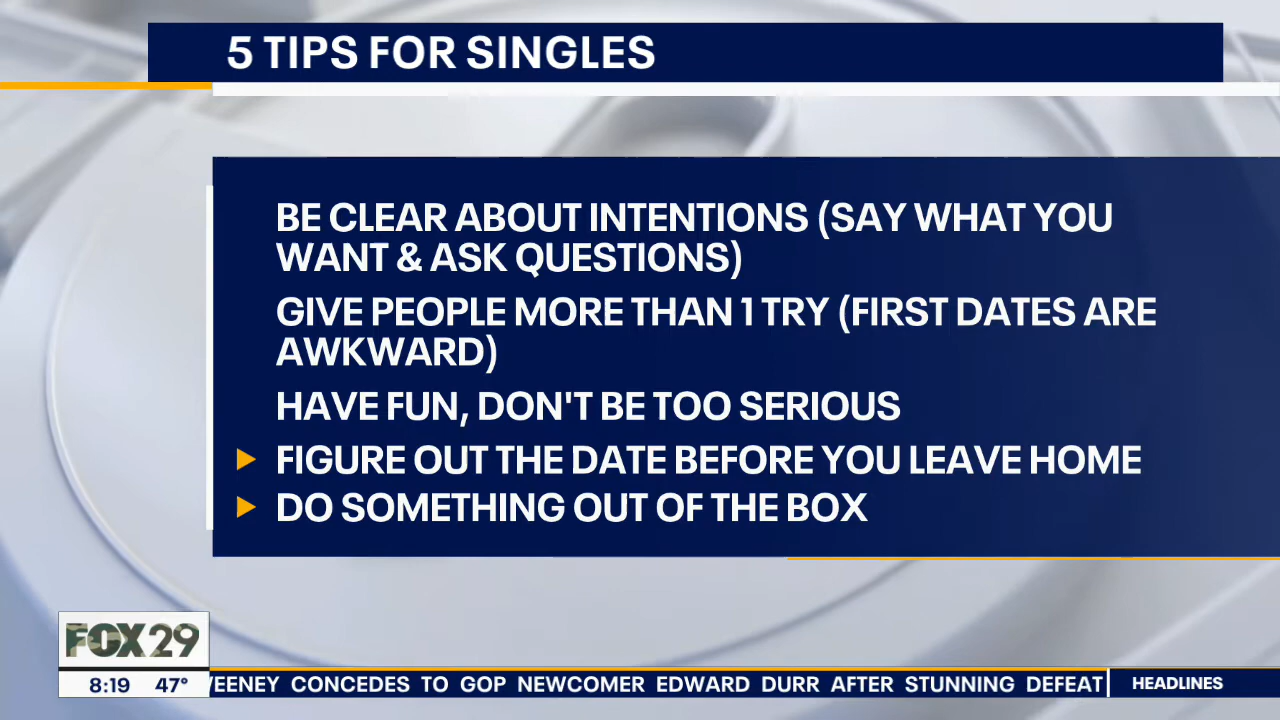 5 TIPS FOR SINGLES
BE CLEAR ABOUT INTENTIONS (SAY WHAT YOU
WANT & ASK QUESTIONS)
GIVE PEOPLE MORE THAN 1 TRY (FIRST DATES ARE
AWKWARD)
HAVE FUN, DON'T BE TOO SERIOUS
FIGURE OUT THE DATE BEFORE YOU LEAVE HOME
DO SOMETHING OUT OF THE BOX
FOX 29
8:19 47° CONCEDES TO GOP NEWCOMER EDWARD DURR AFTER STUNNING DEFEAT HEADLINES